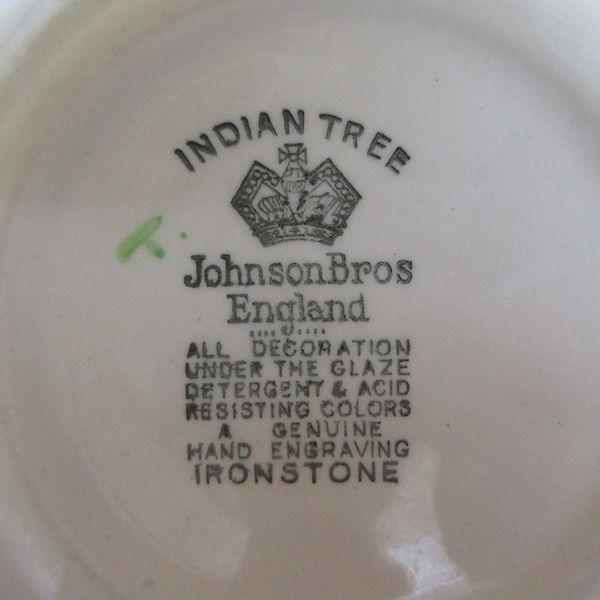 INDIAN TREE
JohnsonBros
England
ALL DECORATION
UNDER THE GLAZE
DETERGENT & ACID
RESISTING COLORS
A GENUINE
HAND ENGRAVING
IRONSTONE